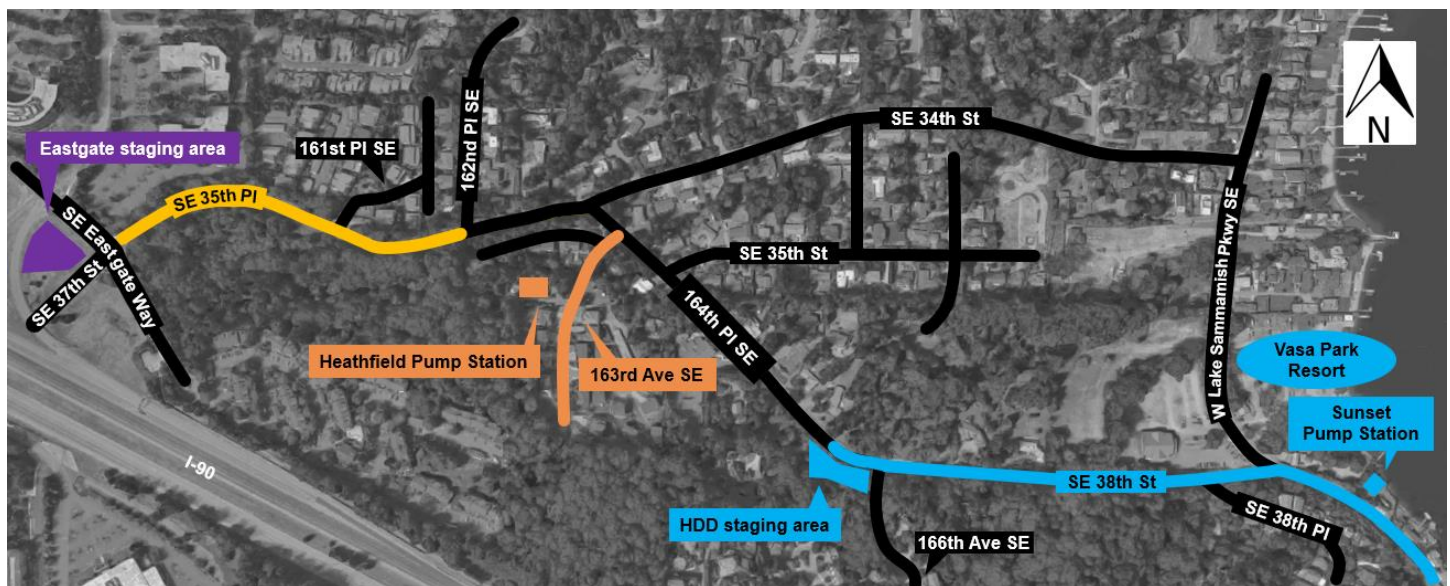 Eastgate staging area
SE 35th Pl
161st Pl SE
162nd Pl SE
SE 34th St
N
SE Eastgate Way
SE 37th St
SE 35th St
164th Pl SE
W Lake Sammamish Pkwy SE
Heathfield Pump Station
163rd Ave SE
Vasa Park
Resort
Sunset
Pump Station
I-90
SE 38th St
HDD staging area
SE 38th Pl
166th Ave SE